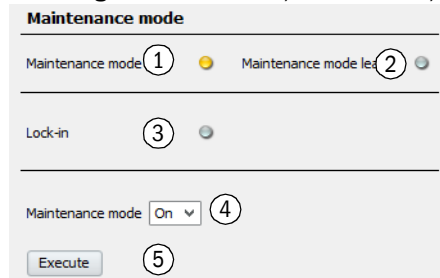 Maintenance mode
Maintenance mode 1 Maintenance mode lea 2
Lock-in 3
Maintenance mode On 4
Execute 5